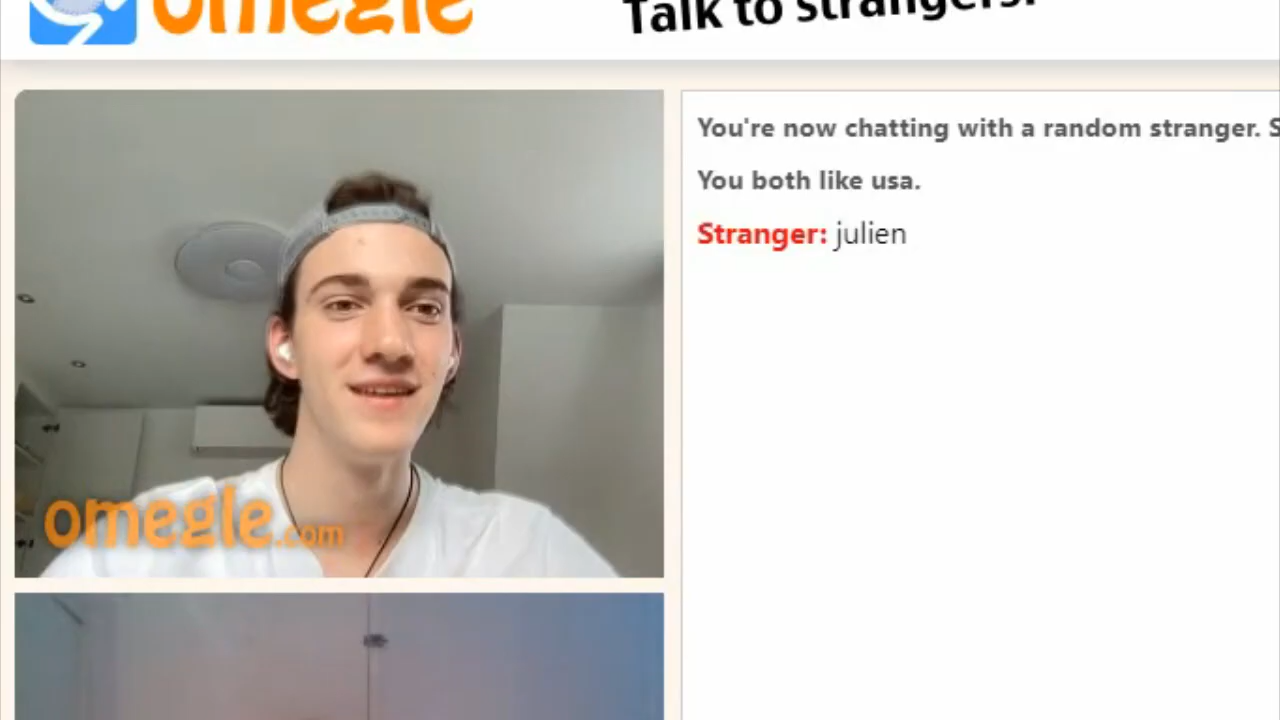 omegle
Talk to strangers!
You're now chatting with a random stranger. S
You both like usa.
Stranger: julien
omegle.com